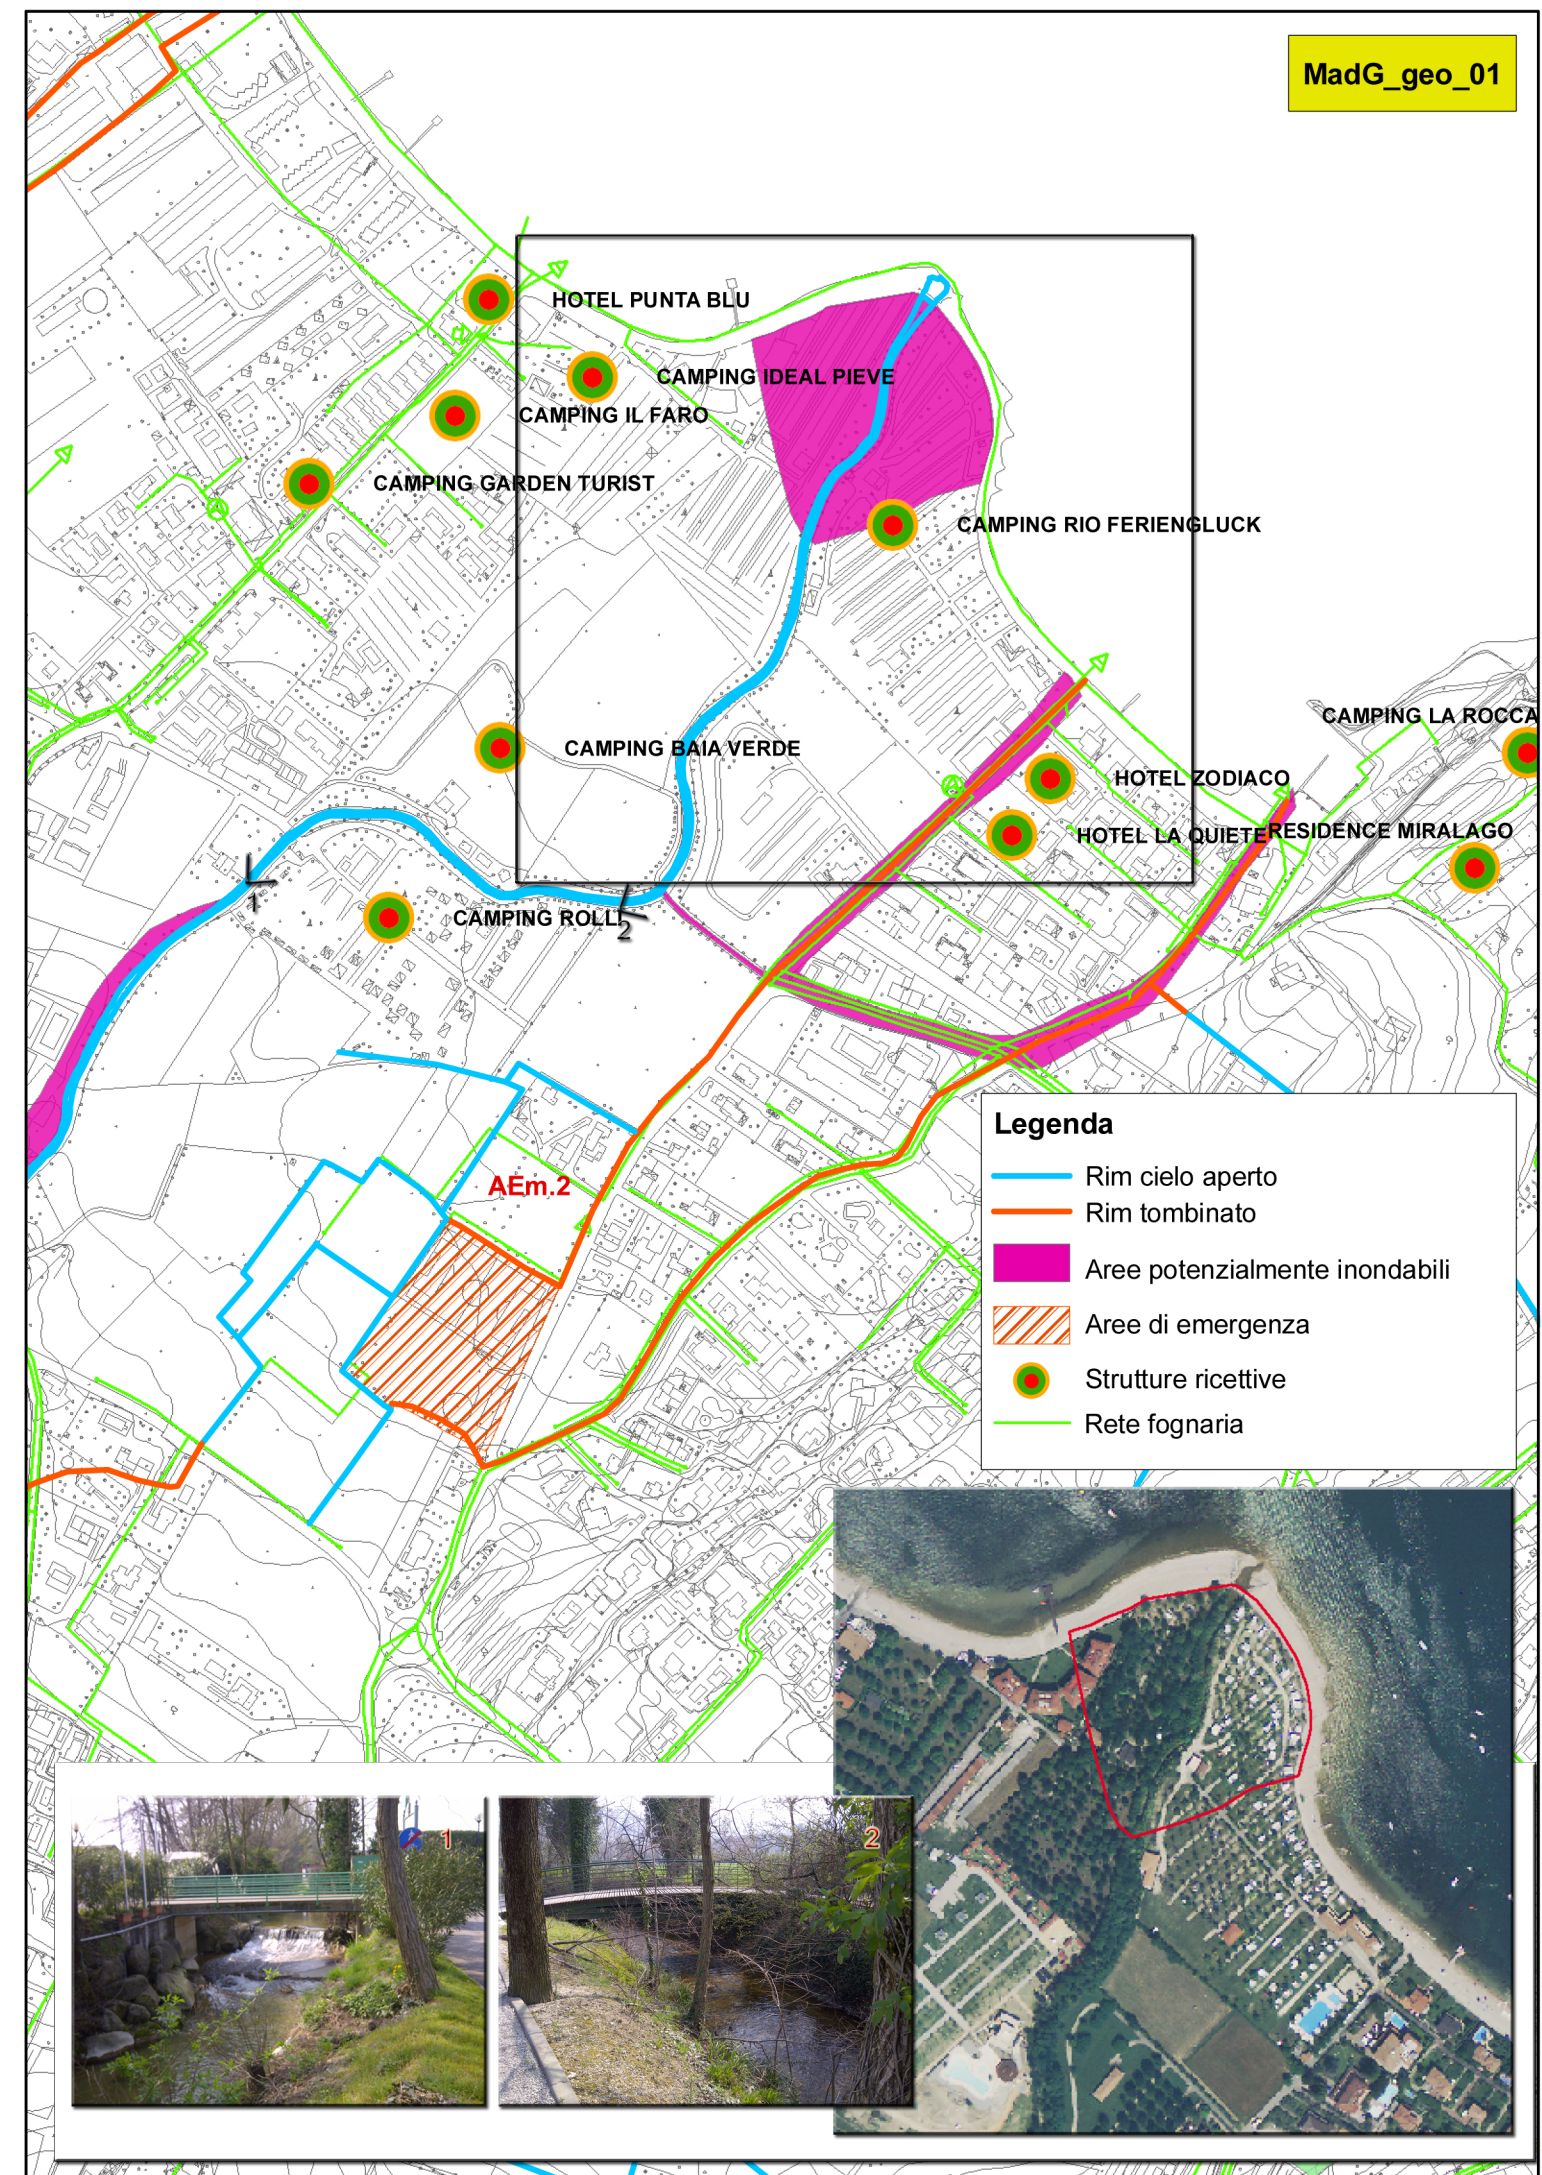 MadG_geo_01
HOTEL PUNTA BLU
CAMPING IDEAL PIEVE
CAMPING IL FARO
CAMPING GARDEN TURIST
CAMPING RIO FERIENGLUCK
CAMPING LA ROCCA
CAMPING BAIA VERDE
HOTEL ZODIACO
HOTEL LA QUIETE
RESIDENCE MIRALAGO
1
CAMPING ROLLI
2
AEm.2
Legenda
Rim cielo aperto
Rim tombinato
Aree potenzialmente inondabili
Aree di emergenza
Strutture ricettive
Rete fognaria
1
2